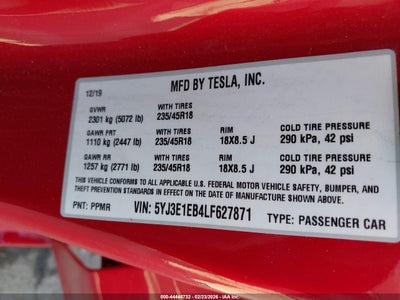 MFD BY TESLA, INC.
12/19
GVWR WITH TIRES
2301 kg (5072 lb) 235/45R18
GAWR FRT WITH TIRES RIM COLD TIRE PRESSURE
1110 kg (2447 lb) 235/45R18 18X8.5 J 290 kPa, 42 psi
GAWR RR WITH TIRES RIM COLD TIRE PRESSURE
1257 kg (2771 lb) 235/45R18 18X8.5 J 290 kPa, 42 psi
THIS VEHICLE CONFORMS TO ALL APPLICABLE U.S. FEDERAL MOTOR VEHICLE SAFETY, BUMPER, AND
THEFT PREVENTION STANDARDS IN EFFECT ON THE DATE OF MANUFACTURE SHOWN ABOVE.
PNT: PPMR VIN: 5YJ3E1EB4LF627871 TYPE: PASSENGER CAR
000-44446732 - 02/23/2026 - IAAI.COM